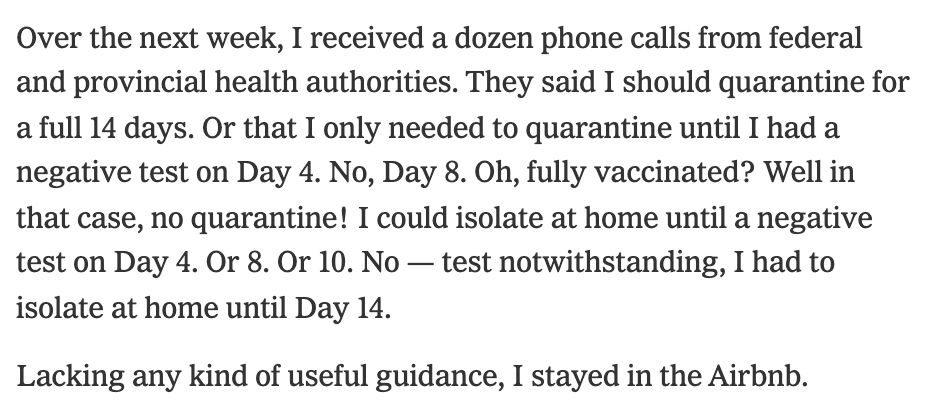 Over the next week, I received a dozen phone calls from federal
and provincial health authorities. They said I should quarantine for
a full 14 days. Or that I only needed to quarantine until I had a
negative test on Day 4. No, Day 8. Oh, fully vaccinated? Well in
that case, no quarantine! I could isolate at home until a negative
test on Day 4. Or 8. Or 10. No — test notwithstanding, I had to
isolate at home until Day 14.
Lacking any kind of useful guidance, I stayed in the Airbnb.